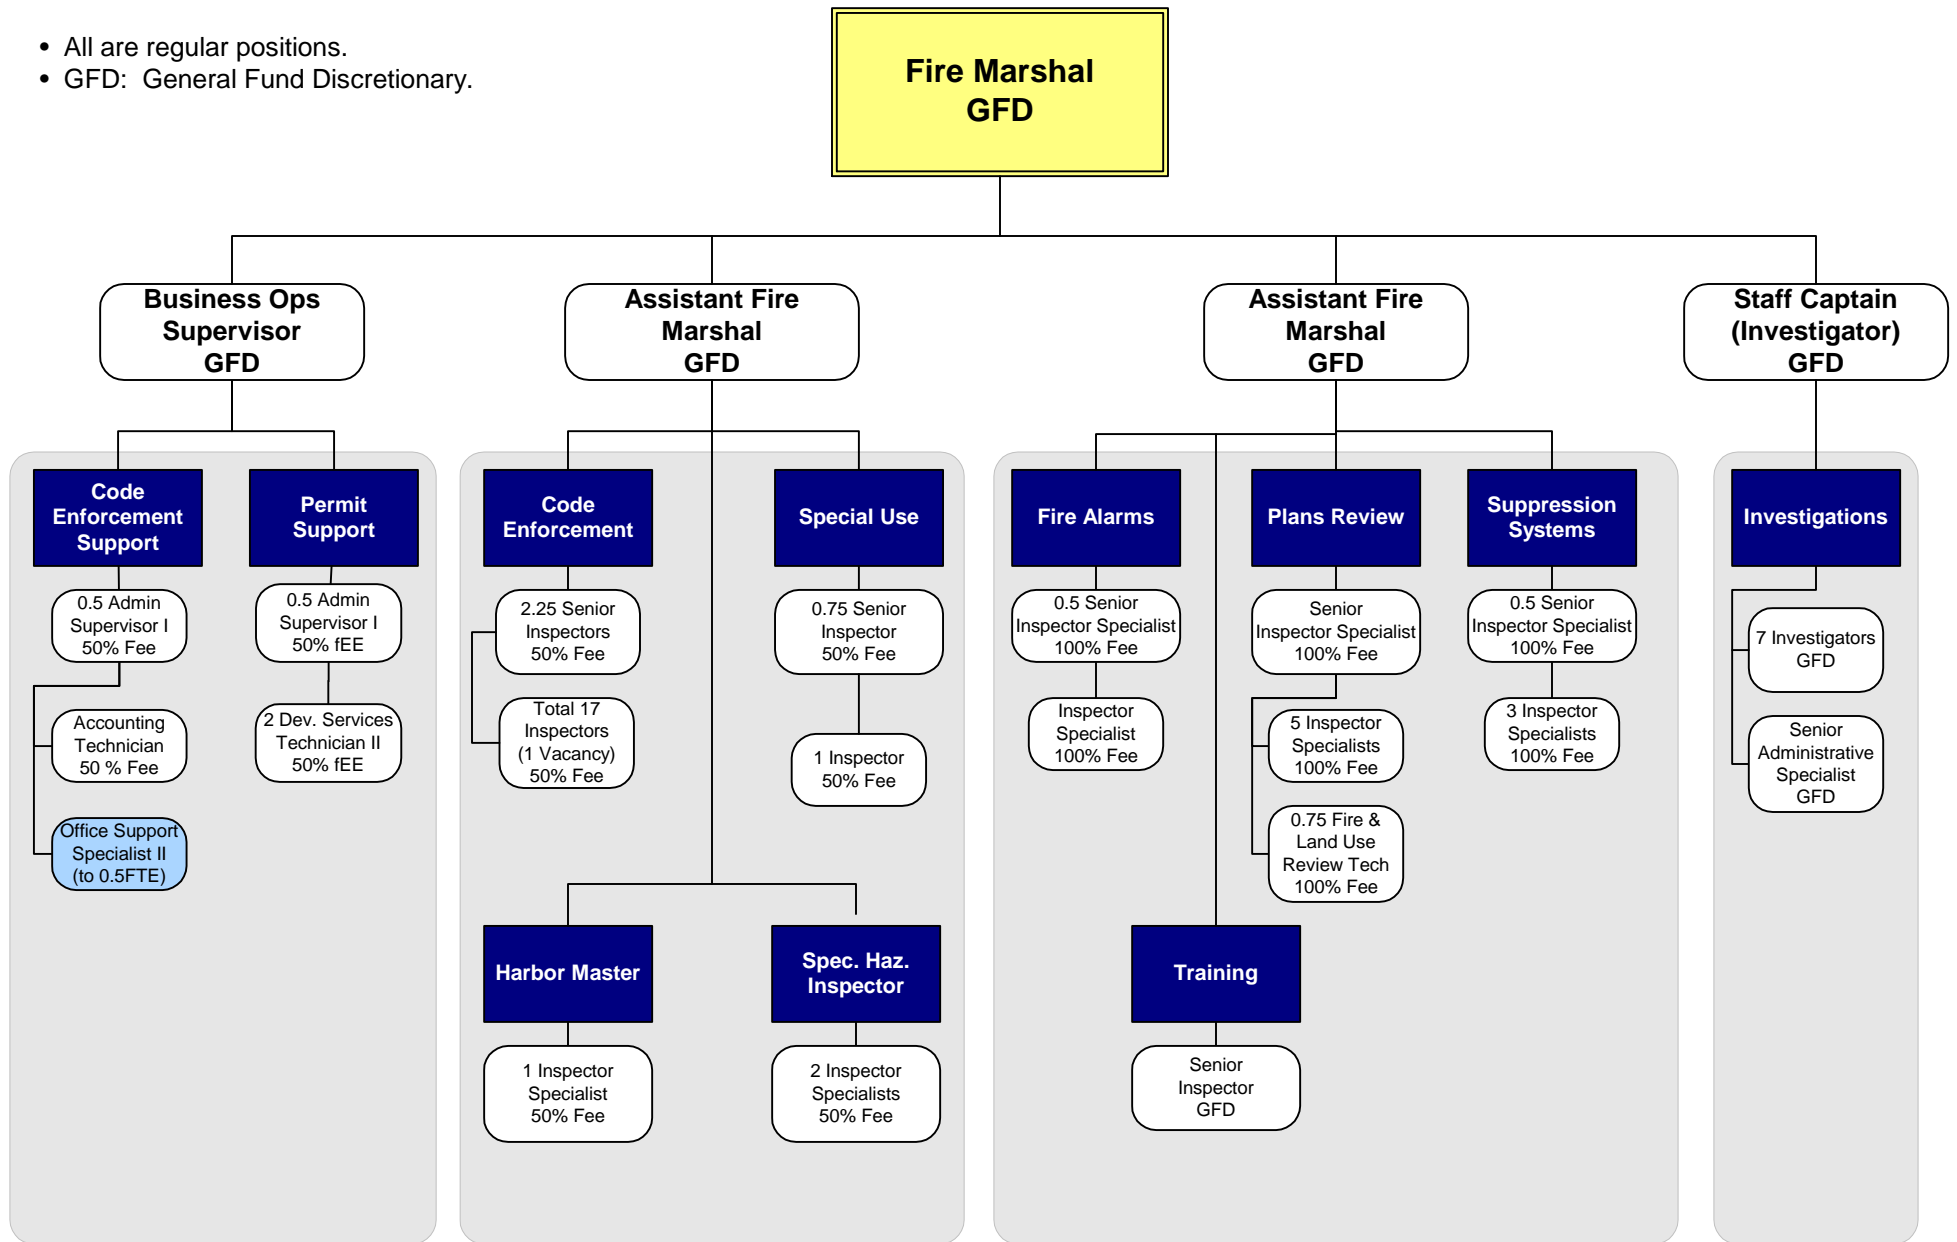 • All are regular positions.
• GFD:  General Fund Discretionary.
Fire Marshal
GFD
Business Ops
Supervisor
GFD
Assistant Fire
Marshal
GFD
Assistant Fire
Marshal
GFD
Staff Captain
(Investigator)
GFD
Code
Enforcement
Support
Permit
Support
Code
Enforcement
Special Use
Fire Alarms
Plans Review
Suppression
Systems
Investigations
0.5 Admin
Supervisor I
50% Fee
0.5 Admin
Supervisor I
50% fEE
2.25 Senior
Inspectors
50% Fee
0.75 Senior
Inspector
50% Fee
0.5 Senior
Inspector Specialist
100% Fee
Senior
Inspector Specialist
100% Fee
0.5 Senior
Inspector Specialist
100% Fee
7 Investigators
GFD
Accounting
Technician
50 % Fee
2 Dev. Services
Technician II
50% fEE
Total 17
Inspectors
(1 Vacancy)
50% Fee
1 Inspector
50% Fee
Inspector
Specialist
100% Fee
5 Inspector
Specialists
100% Fee
3 Inspector
Specialists
100% Fee
Senior
Administrative
Specialist
GFD
Office Support
Specialist II
(to 0.5FTE)
0.75 Fire &
Land Use
Review Tech
100% Fee
Harbor Master
Spec. Haz.
Inspector
Training
1 Inspector
Specialist
50% Fee
2 Inspector
Specialists
50% Fee
Senior
Inspector
GFD